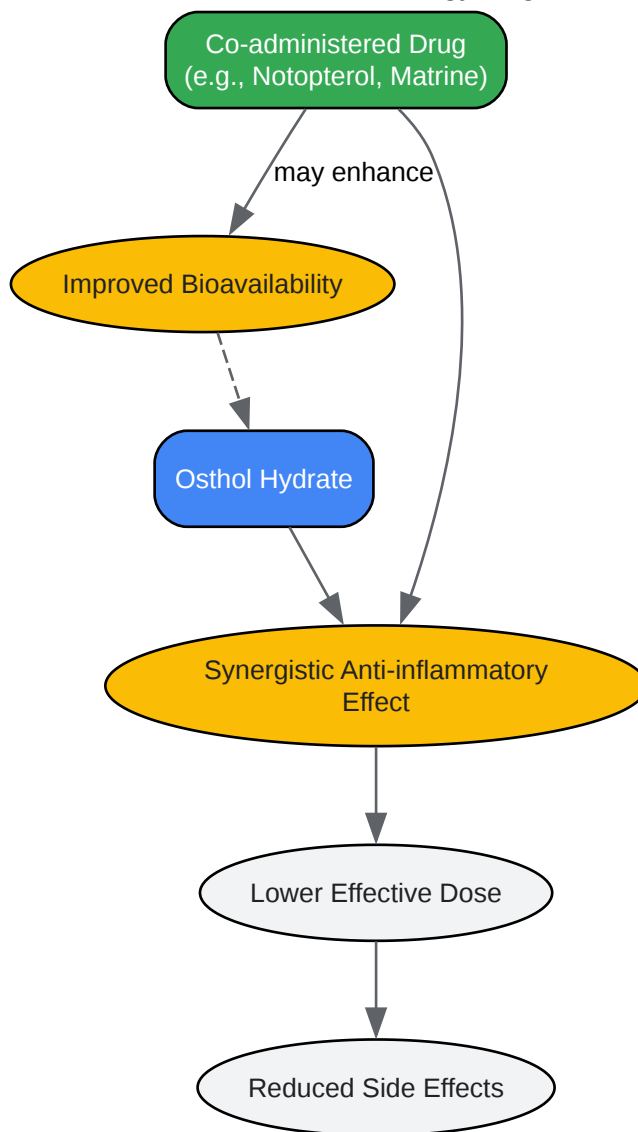 Co-administered Drug
(e.g., Notopterol, Matrine)
may enhance
Improved Bioavailability
Osthol Hydrate
Synergistic Anti-inflammatory
Effect
Lower Effective Dose
Reduced Side Effects